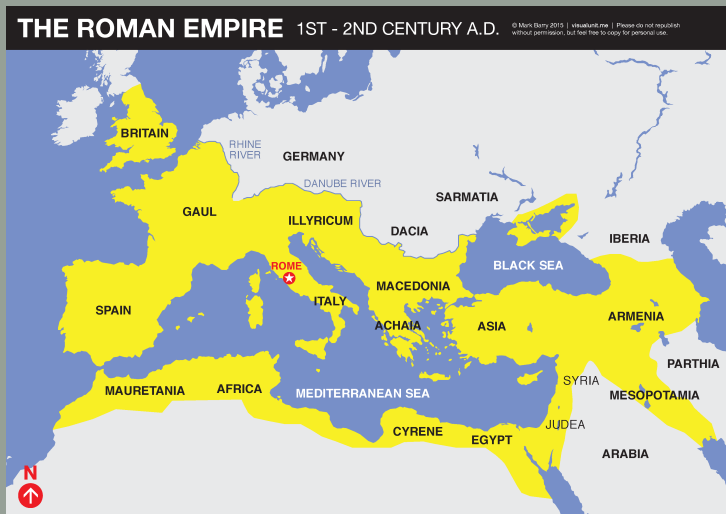 THE ROMAN EMPIRE 1ST - 2ND CENTURY A.D.
© Mark Barry 2015 | visualunit.me | Please do not republish
without permission, but feel free to copy for personal use.
BRITAIN
RHINE
RIVER
GERMANY
DANUBE RIVER
SARMATIA
GAUL
ILLYRICUM
DACIA
IBERIA
BLACK SEA
ROME
MACEDONIA
ITALY
SPAIN
ACHAIA
ASIA
ARMENIA
PARTHIA
SYRIA
MAURETANIA
AFRICA
MEDITERRANEAN SEA
MESOPOTAMIA
JUDEA
CYRENE
EGYPT
ARABIA
N